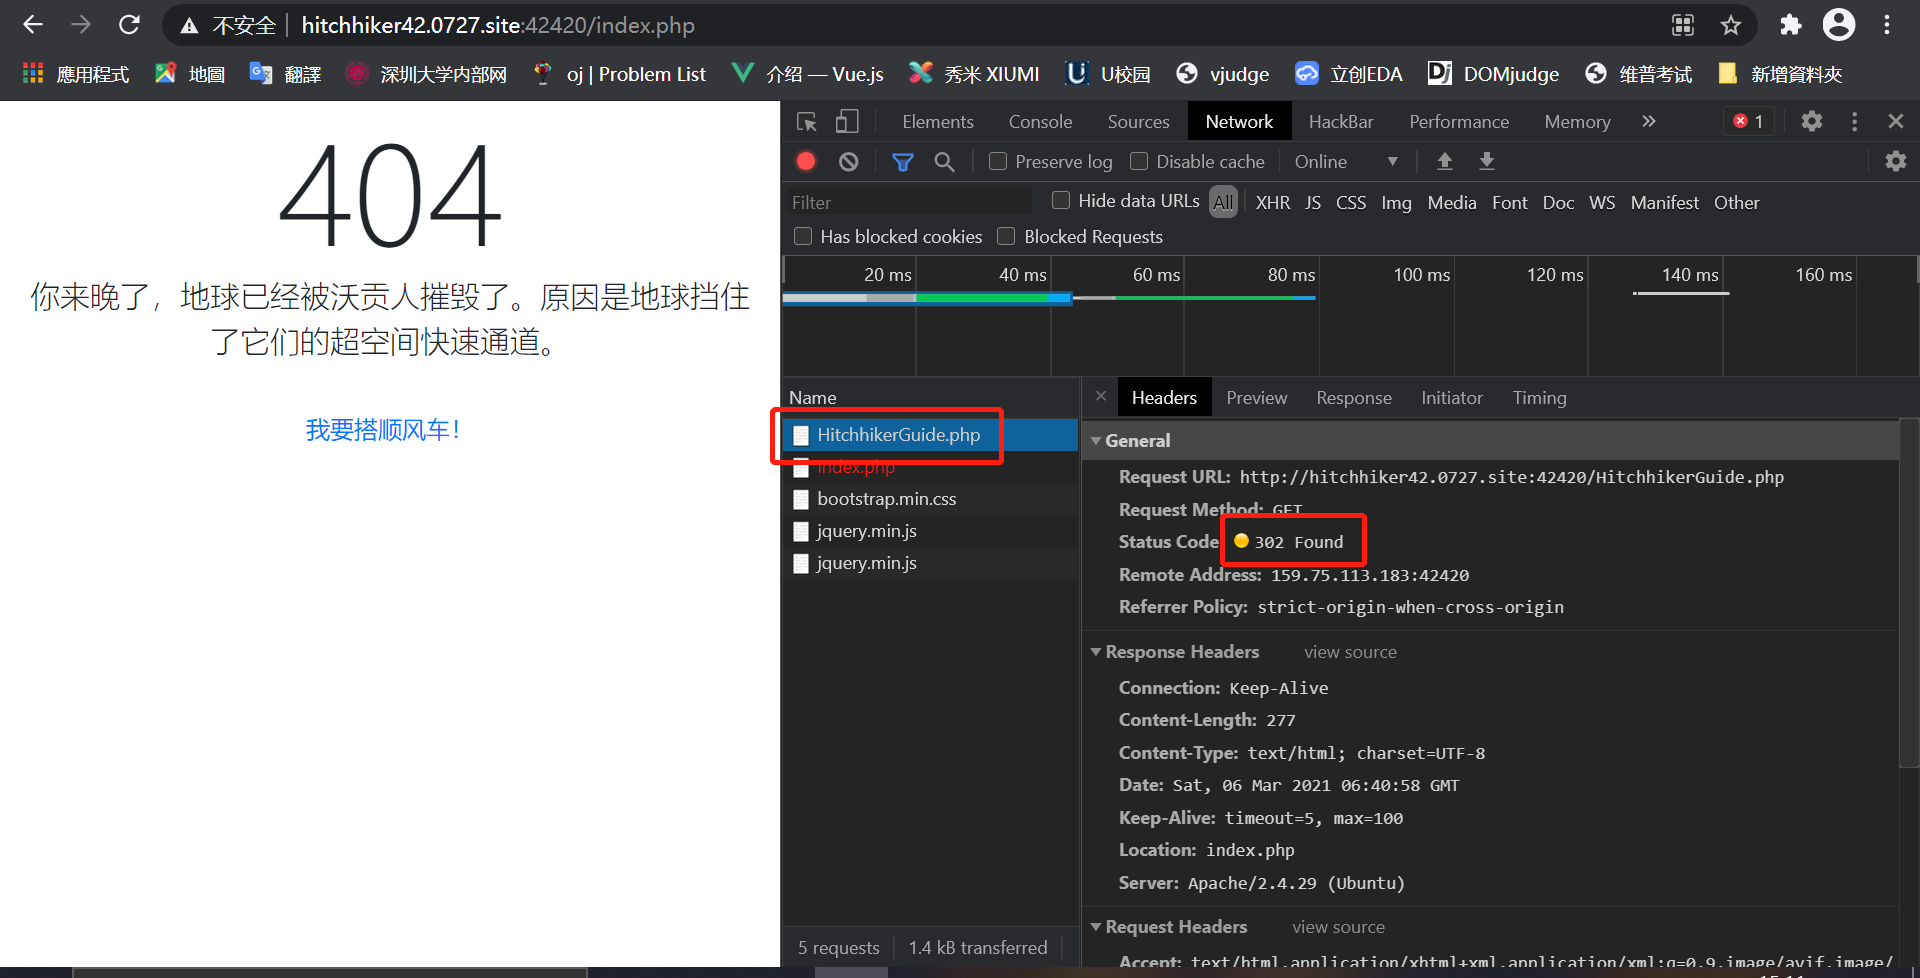 不安全 hitchhiker42.0727.site:42420/index.php
應用程式 地圖 翻譯 深圳大学内部网 oj | Problem List 介绍 — Vue.js 秀米 XIUMI U校园 vjudge 立创EDA DOMjudge 维普考试 新增資料夾
404
你来晚了，地球已经被沃贡人摧毁了。原因是地球挡住
了它们的超空间快速通道。
我要搭顺风车！
Elements Console Sources Network HackBar Performance Memory » 1
Preserve log Disable cache Online
Filter Hide data URLs All XHR JS CSS Img Media Font Doc WS Manifest Other
Has blocked cookies Blocked Requests
20 ms 40 ms 60 ms 80 ms 100 ms 120 ms 140 ms 160 ms
Name
HitchhikerGuide.php
index.php
bootstrap.min.css
jquery.min.js
jquery.min.js
5 requests 1.4 kB transferred
Headers Preview Response Initiator Timing
General
Request URL: http://hitchhiker42.0727.site:42420/HitchhikerGuide.php
Request Method: GET
Status Code 302 Found
Remote Address: 159.75.113.183:42420
Referrer Policy: strict-origin-when-cross-origin
Response Headers view source
Connection: Keep-Alive
Content-Length: 277
Content-Type: text/html; charset=UTF-8
Date: Sat, 06 Mar 2021 06:40:58 GMT
Keep-Alive: timeout=5, max=100
Location: index.php
Server: Apache/2.4.29 (Ubuntu)
Request Headers view source
Accept: text/html,application/xhtml+xml,application/xml;q=0.9,image/avif,image/